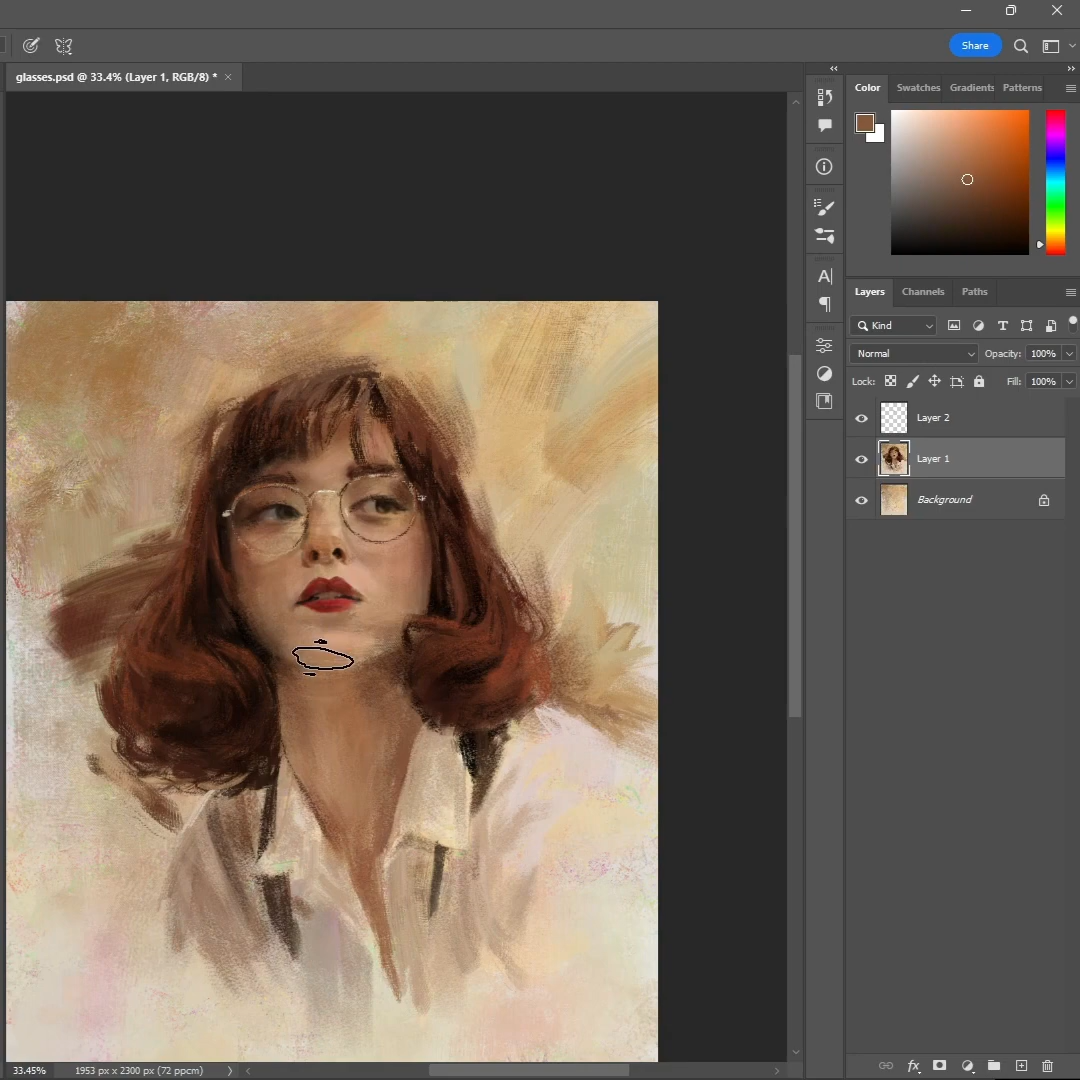 Share
glasses.psd @ 33.4% (Layer 1, RGB/8) *
Color Swatches Gradients Patterns
Layers Channels Paths
Kind
Normal Opacity: 100%
Lock: Fill: 100%
Layer 2
Layer 1
Background
33.45% 1953 px x 2300 px (72 ppcm)